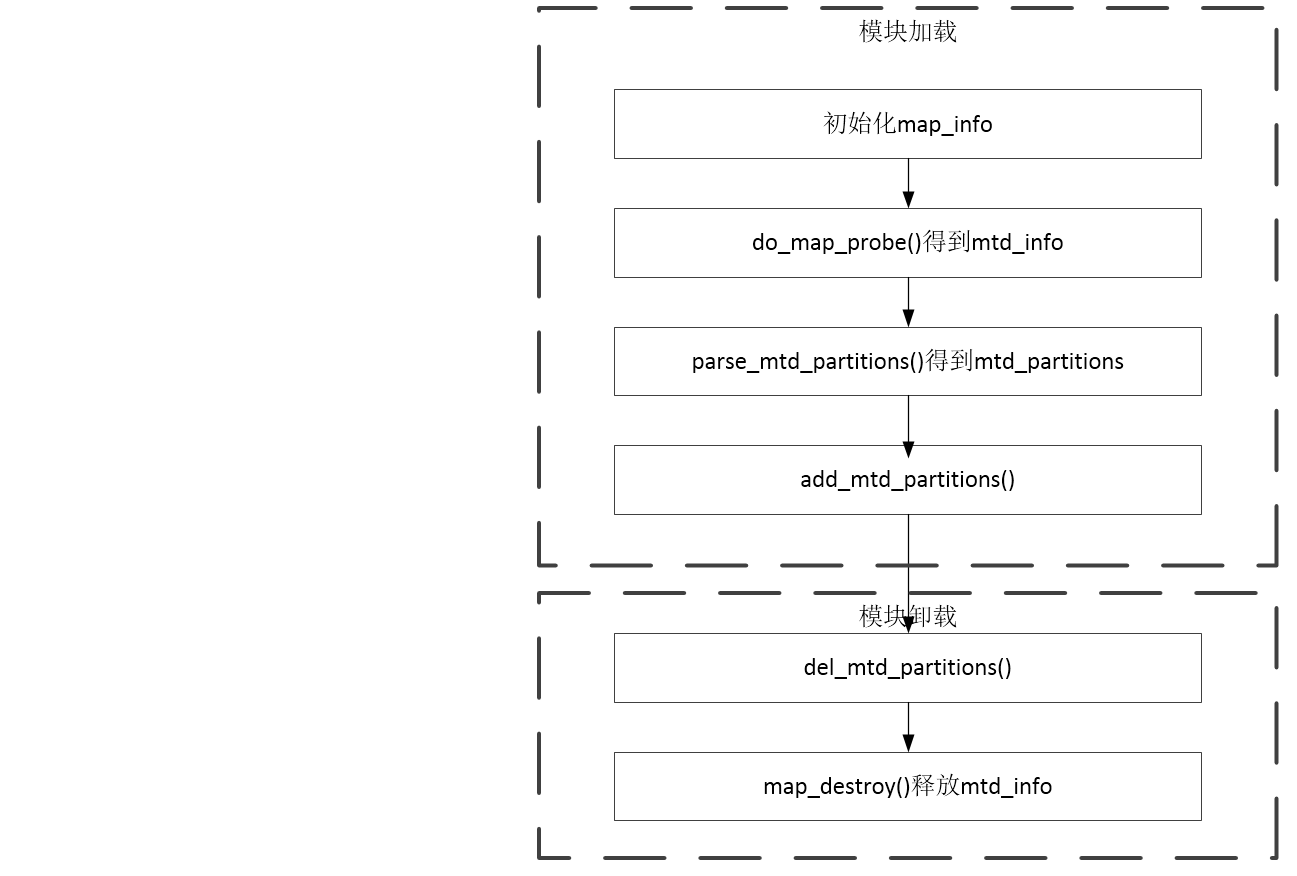 模块加载
初始化map_info
do_map_probe()得到mtd_info
parse_mtd_partitions()得到mtd_partitions
add_mtd_partitions()
模块卸载
del_mtd_partitions()
map_destroy()释放mtd_info